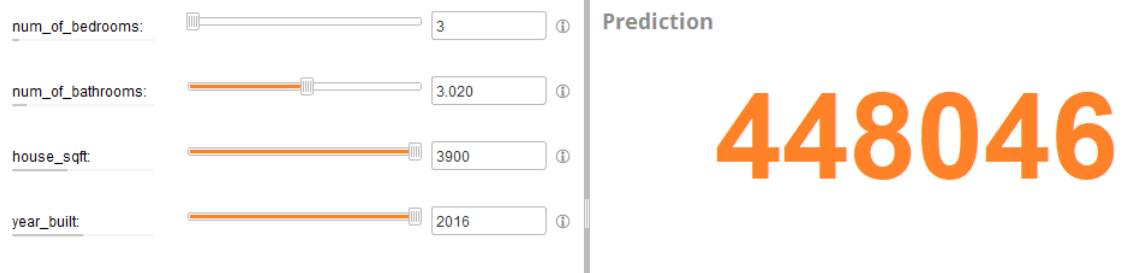 num_of_bedrooms: 3
num_of_bathrooms: 3.020
house_sqft: 3900
year_built: 2016
Prediction
448046